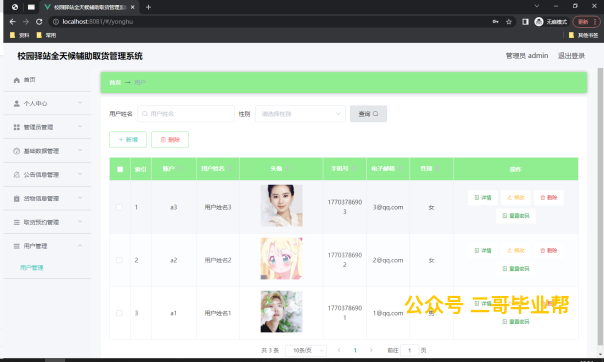 校园驿站全天候辅助取货管理
localhost:8081/#/yonghu
无痕模式
更新
资料
常用
其他书签
校园驿站全天候辅助取货管理系统
管理员 admin
退出登录
首页
个人中心
管理员管理
基础数据管理
公告信息管理
货物信息管理
取货预约管理
用户管理
用户管理
首页 → 用户
用户姓名 用户姓名 性别 请选择性别 查询
+ 新增 删除
索引 账户 用户姓名 头像 手机号 电子邮箱 性别 操作
1 a3 用户姓名3 17703786903 3@qq.com 女 详情 修改 删除 重置密码
2 a2 用户姓名2 17703786902 2@qq.com 女 详情 修改 删除 重置密码
3 a1 用户姓名1 17703786901 1@qq.com 详情 删除 重置密码
公众号 二哥毕业帮
共 3 条 10条/页 1 前往 1 页